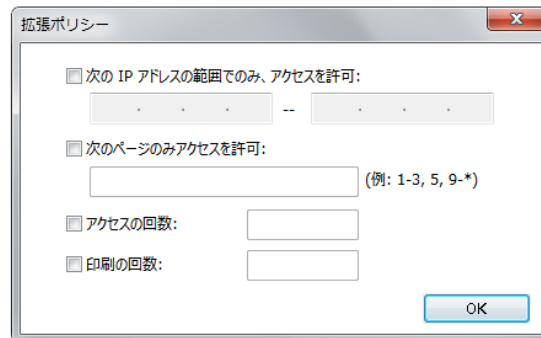 拡張ポリシー
次の IP アドレスの範囲でのみ、アクセスを許可:
. . . -- . . .
次のページのみアクセスを許可:
(例: 1-3, 5, 9-*)
アクセスの回数:
印刷の回数:
OK